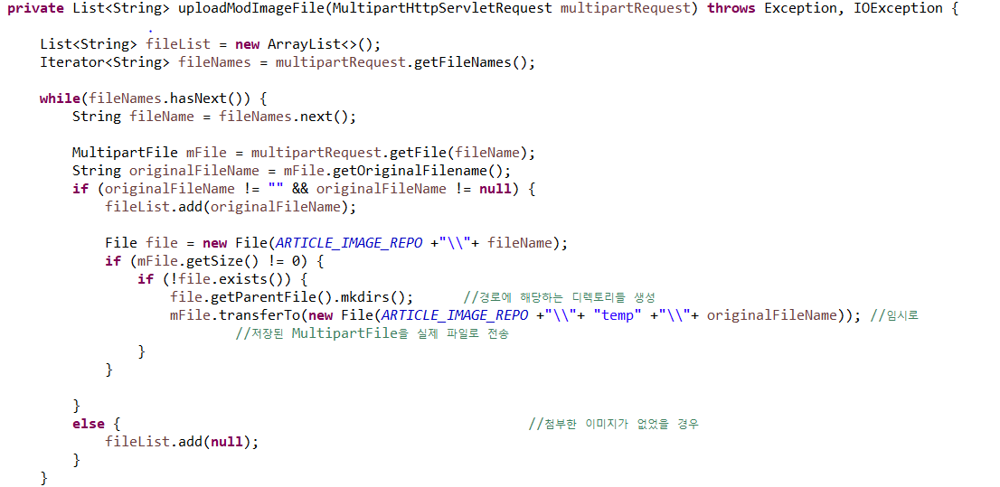 private List<String> uploadModImageFile(MultipartHttpServletRequest multipartRequest) throws Exception, IOException {
List<String> fileList = new ArrayList<>();
Iterator<String> fileNames = multipartRequest.getFileNames();
while(fileNames.hasNext()) {
String fileName = fileNames.next();
MultipartFile mFile = multipartRequest.getFile(fileName);
String originalFileName = mFile.getOriginalFilename();
if (originalFileName != "" && originalFileName != null) {
fileList.add(originalFileName);
File file = new File(ARTICLE_IMAGE_REPO +"\\"+ fileName);
if (mFile.getSize() != 0) {
if (!file.exists()) {
file.getParentFile().mkdirs(); //경로에 해당하는 디렉토리를 생성
mFile.transferTo(new File(ARTICLE_IMAGE_REPO +"\\"+ "temp" +"\\"+ originalFileName)); //임시로
//저장된 MultipartFile을 실제 파일로 전송
}
}
}
else { //첨부한 이미지가 없었을 경우
fileList.add(null);
}
}